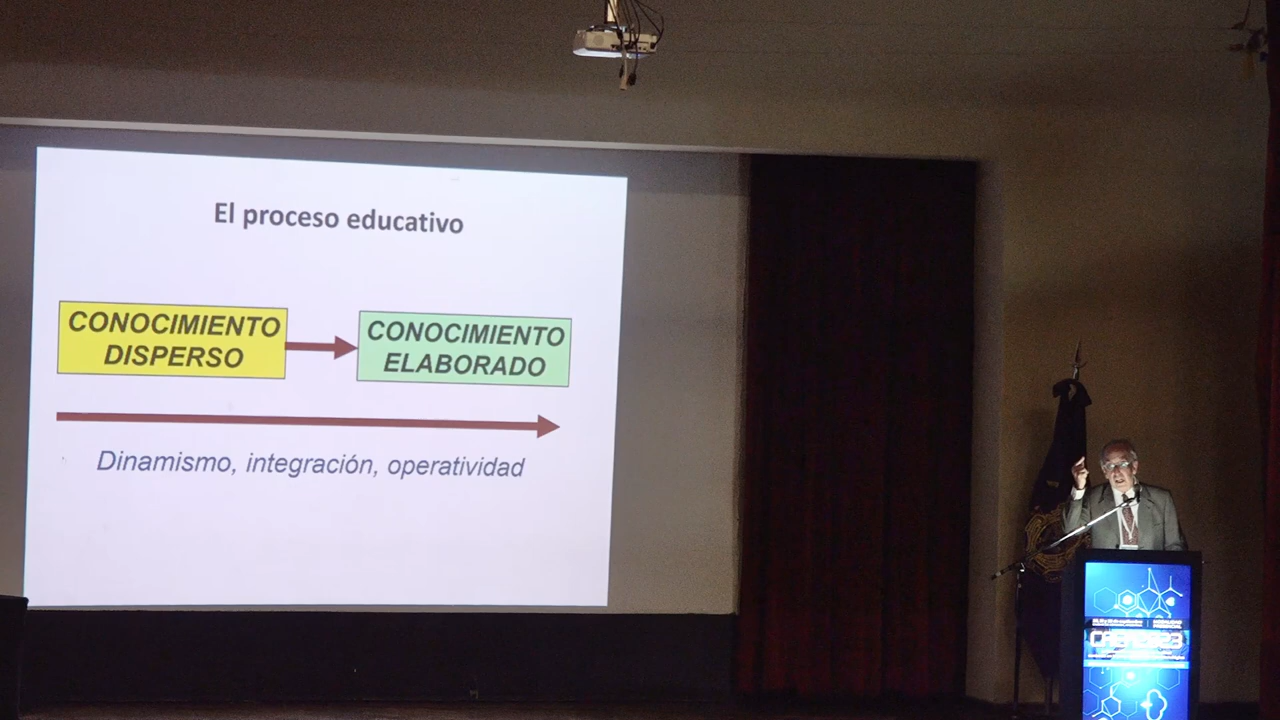 El proceso educativo
CONOCIMIENTO
DISPERSO
CONOCIMIENTO
ELABORADO
Dinamismo, integración, operatividad